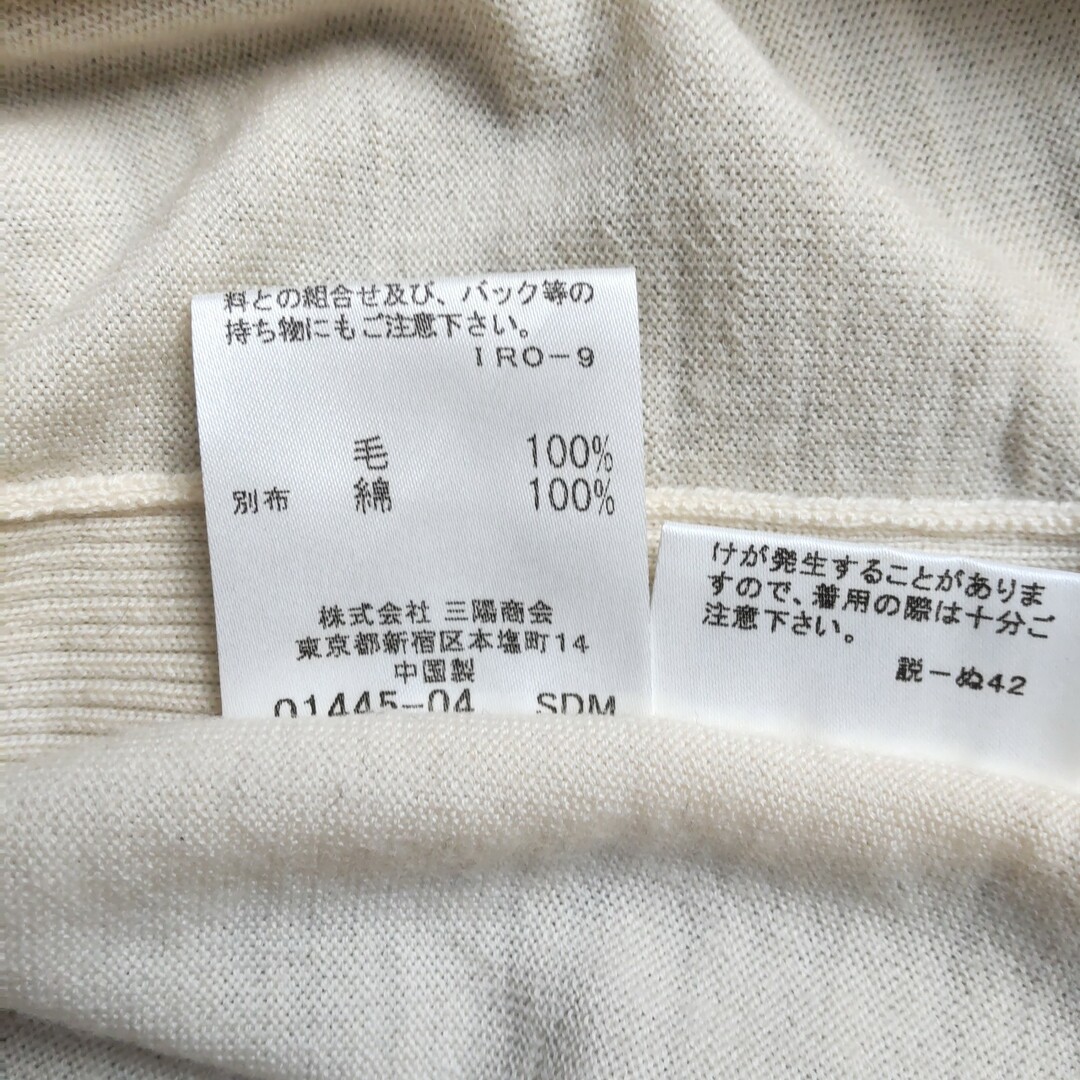 料との組合せ及び、バック等の
持ち物にもご注意下さい。
IRO-9
毛 100%
別布 綿 100%
株式会社 三陽商会
東京都新宿区本塩町14
中国製
01445-04 SDM
けが発生することがありま
すので、着用の際は十分ご
注意下さい。
説-ぬ42